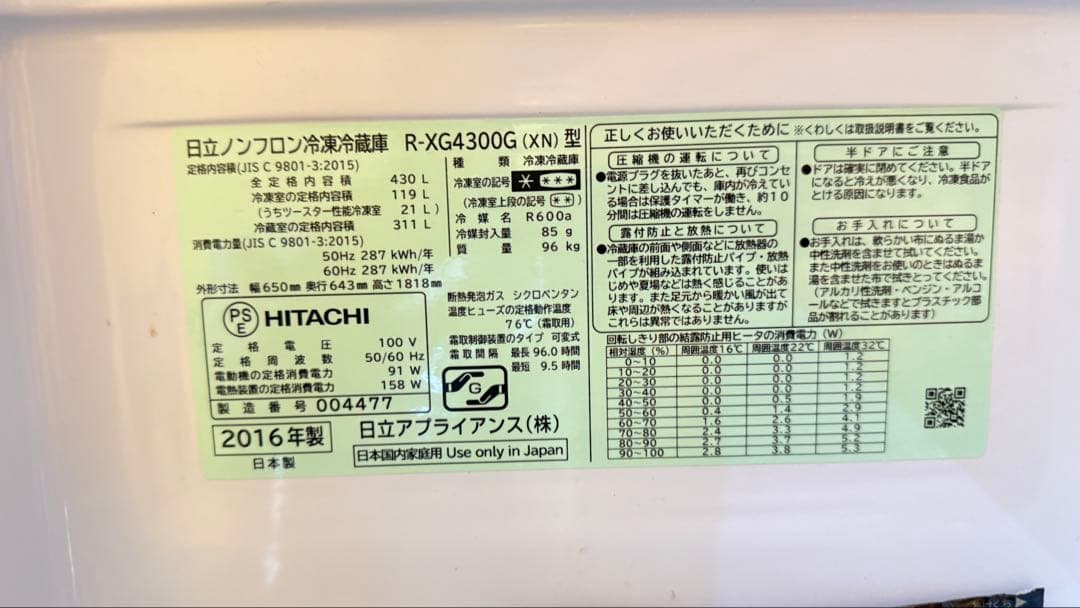 日立ノンフロン冷凍冷蔵庫 R-XG4300G (XN) 型
定格内容積(JIS C 9801-3:2015)
全定格内容積 430 L
冷凍室の定格内容積 119 L
(うちツースター性能冷凍室 21 L)
冷蔵室の定格内容積 311 L
消費電力量(JIS C 9801-3:2015)
50Hz 287 kWh/年
60Hz 287 kWh/年
外形寸法 幅650mm 奥行643mm 高さ1818mm
種類 冷凍冷蔵庫
冷凍室の記号 * ***
(冷凍室上段の記号 **)
冷媒名 R600a
冷媒封入量 85 g
質量 96 kg
断熱発泡ガス シクロペンタン
温度ヒューズの定格動作温度
76℃(霜取用)
霜取制御装置のタイプ 可変式
霜取間隔 最長96.0時間
最短 9.5時間
PS
E
HITACHI
定格電圧 100 V
定格周波数 50/60 Hz
電動機の定格消費電力 91 W
電熱装置の定格消費電力 158 W
製造番号 004477
G
2016年製
日本製
日立アプライアンス(株)
日本国内家庭用 Use only in Japan
正しくお使いいただくために ※くわしくは取扱説明書をご覧ください。
圧縮機の運転について
●電源プラグを抜いたあと、再びコンセ
ントに差し込んでも、庫内が冷えてい
る場合は保護タイマーが働き、約10
分間は圧縮機の運転をしません。
露付防止と放熱について
●冷蔵庫の前面や側面などに放熱器の
一部を利用した露付防止パイプ・放熱
パイプが組み込まれています。使いは
じめや夏場などは熱く感じることがあり
ます。また足元から暖かい風が出て
床や周辺が熱くなることがありますが
これらは異常ではありません。
半ドアにご注意
●ドアは確実に閉めてください。半ドア
になると冷えが悪くなり、冷凍食品が
とける原因になります。
お手入れについて
●お手入れは、軟らかい布にぬるま湯か
中性洗剤を含ませて拭いてください。
また中性洗剤をお使いのときはぬるま
湯を含ませた布で拭きとってください。
(アルカリ性洗剤・ベンジン・アルコ
ールなどで拭きますとプラスチック部
品が割れることがあります)
回転しきり部の結露防止用ヒータの消費電力(W)
相対湿度(%) 周囲温度16℃ 周囲温度22℃ 周囲温度32℃
0~10 0.0 0.0 1.2
10~20 0.0 0.0 1.2
20~30 0.0 0.0 1.2
30~40 0.0 0.0 1.2
40~50 0.0 0.5 1.9
50~60 0.4 1.4 2.9
60~70 1.6 2.6 4.1
70~80 2.4 3.3 4.9
80~90 2.7 3.7 5.2
90~100 2.8 3.8 5.3